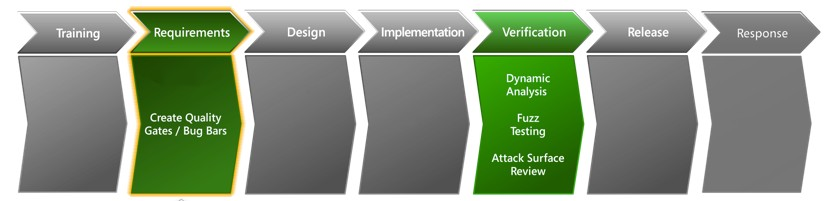 Training
Requirements
Design
Implementation
Verification
Release
Response
Create Quality
Gates / Bug Bars
Dynamic
Analysis
Fuzz
Testing
Attack Surface
Review